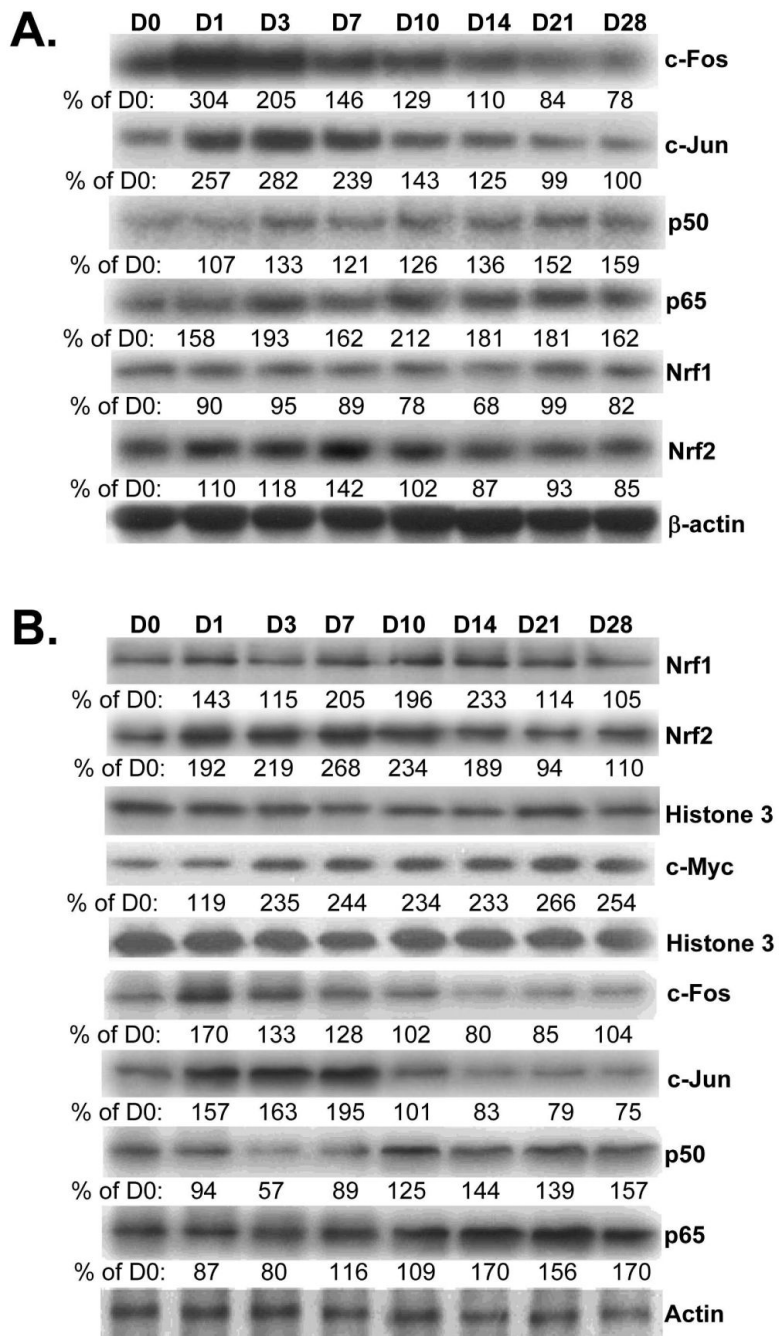 A.
D0 D1 D3 D7 D10 D14 D21 D28
c-Fos
% of D0: 304 205 146 129 110 84 78
c-Jun
% of D0: 257 282 239 143 125 99 100
p50
% of D0: 107 133 121 126 136 152 159
p65
% of D0: 158 193 162 212 181 181 162
Nrf1
% of D0: 90 95 89 78 68 99 82
Nrf2
% of D0: 110 118 142 102 87 93 85
β-actin
B.
D0 D1 D3 D7 D10 D14 D21 D28
Nrf1
% of D0: 143 115 205 196 233 114 105
Nrf2
% of D0: 192 219 268 234 189 94 110
Histone 3
c-Myc
% of D0: 119 235 244 234 233 266 254
Histone 3
c-Fos
% of D0: 170 133 128 102 80 85 104
c-Jun
% of D0: 157 163 195 101 83 79 75
p50
% of D0: 94 57 89 125 144 139 157
p65
% of D0: 87 80 116 109 170 156 170
Actin